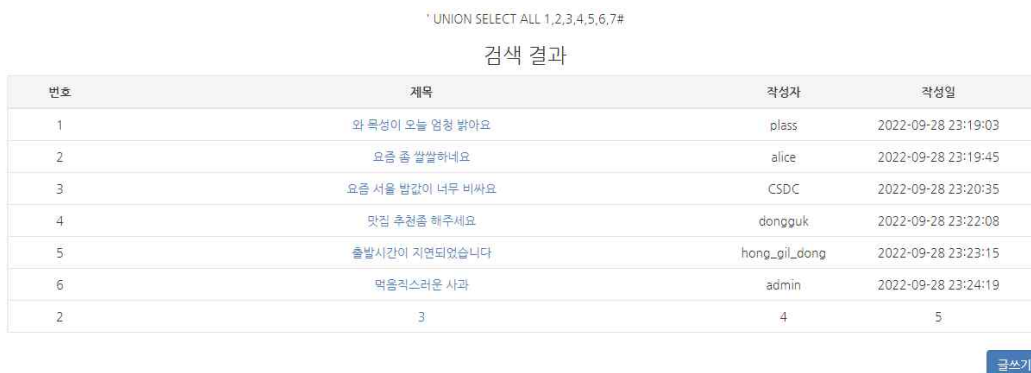 ' UNION SELECT ALL 1,2,3,4,5,6,7#
검색 결과
번호 제목 작성자 작성일
1 와 목성이 오늘 엄청 밝아요 plass 2022-09-28 23:19:03
2 요즘 좀 쌀쌀하네요 alice 2022-09-28 23:19:45
3 요즘 서울 밥값이 너무 비싸요 CSDC 2022-09-28 23:20:35
4 맛집 추천좀 해주세요 dongguk 2022-09-28 23:22:08
5 출발시간이 지연되었습니다 hong_gil_dong 2022-09-28 23:23:15
6 먹음직스러운 사과 admin 2022-09-28 23:24:19
2 3 4 5
글쓰기